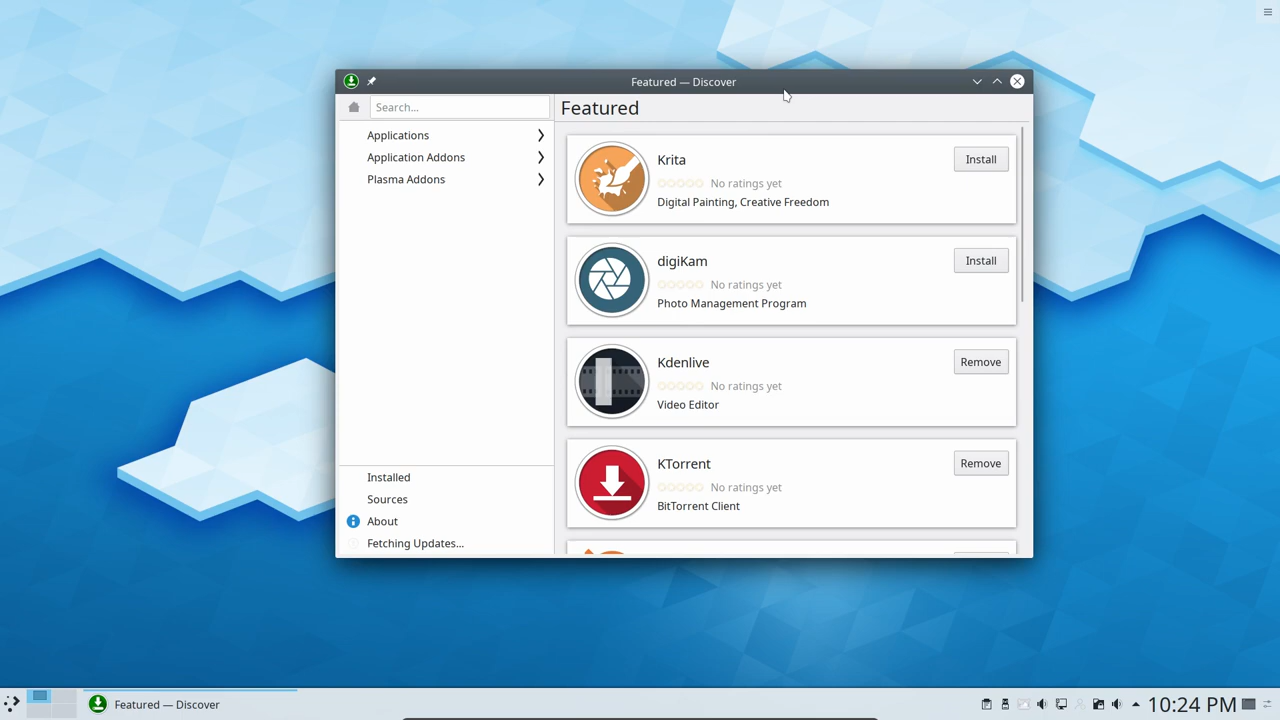 Featured — Discover
Search...
Applications
Application Addons
Plasma Addons
Installed
Sources
About
Fetching Updates...
Featured
Krita
No ratings yet
Digital Painting, Creative Freedom
Install
digiKam
No ratings yet
Photo Management Program
Install
Kdenlive
No ratings yet
Video Editor
Remove
KTorrent
No ratings yet
BitTorrent Client
Remove
Featured — Discover
10:24 PM